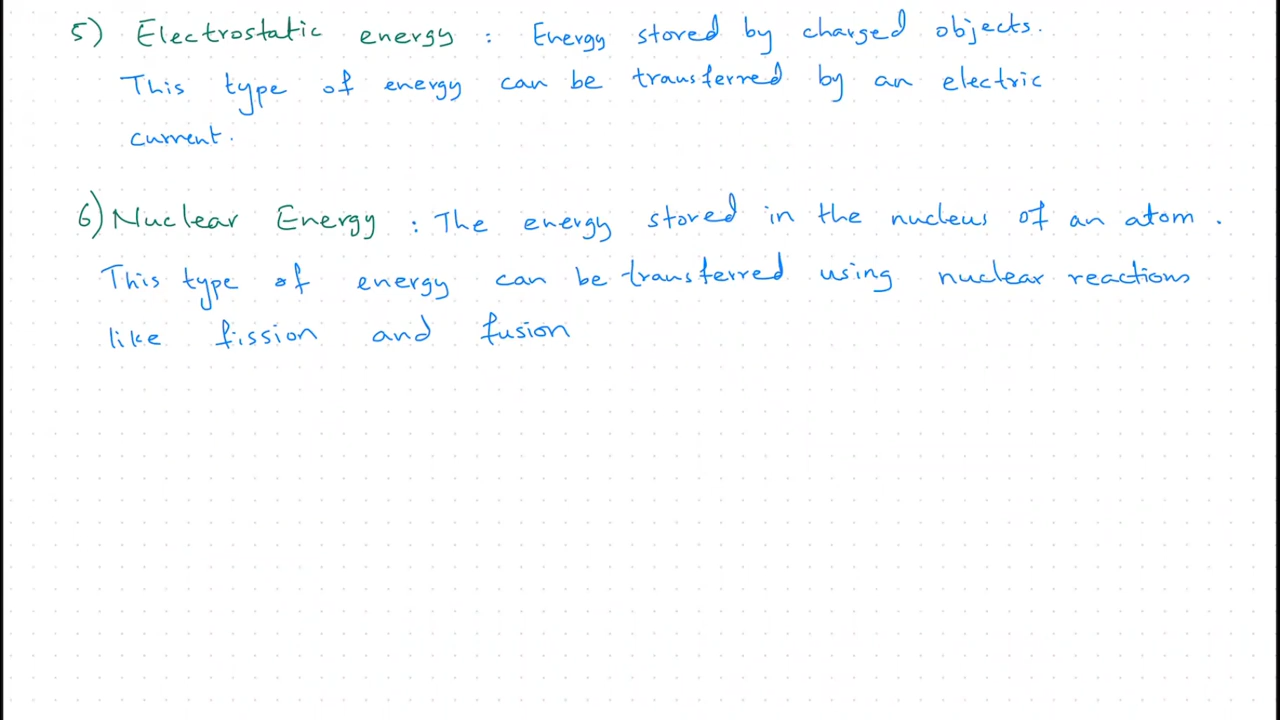 5) Electrostatic energy : Energy stored by charged objects.
This type of energy can be transferred by an electric
current.
6) Nuclear Energy : The energy stored in the nucleus of an atom .
This type of energy can be transferred using nuclear reactions
like fission and fusion